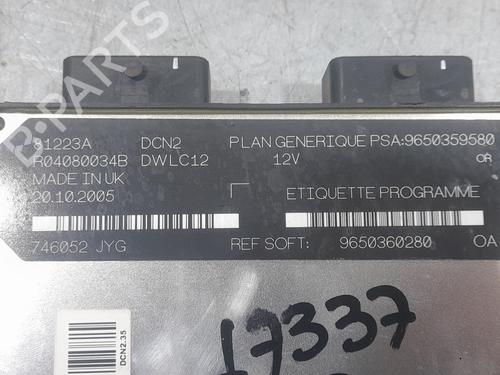 B-PARTS
81223A DCN2 PLAN GENERIQUE PSA:9650359580
R04080034B DWLC12 12V OR
MADE IN UK
20.10.2005 ETIQUETTE PROGRAMME
746052 JYG REF SOFT: 9650360280 OA
DCN2.35
17337